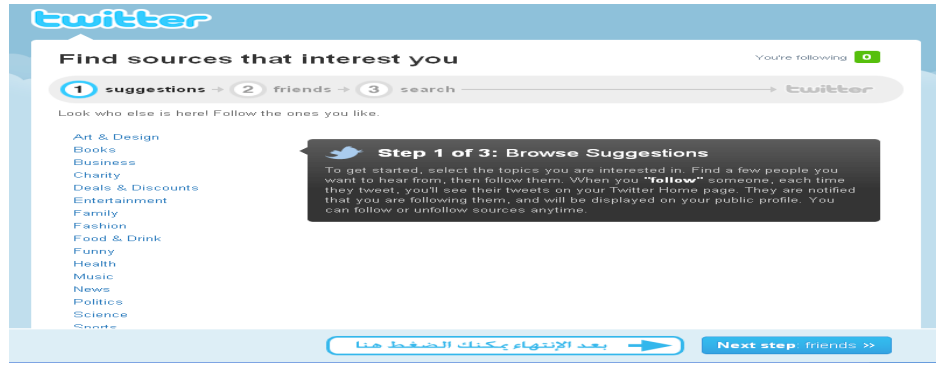 twitter
Find sources that interest you
You're following 0
1 suggestions → 2 friends → 3 search → twitter
Look who else is here! Follow the ones you like.
Art & Design
Books
Business
Charity
Deals & Discounts
Entertainment
Family
Fashion
Food & Drink
Funny
Health
Music
News
Politics
Science
Sports
Step 1 of 3: Browse Suggestions
To get started, select the topics you are interested in. Find a few people you
want to hear from, then follow them. When you "follow" someone, each time
they tweet, you'll see their tweets on your Twitter Home page. They are notified
that you are following them, and will be displayed on your public profile. You
can follow or unfollow sources anytime.
بعد الإنتهاء يمكنك الضغط هنا
Next step: friends »